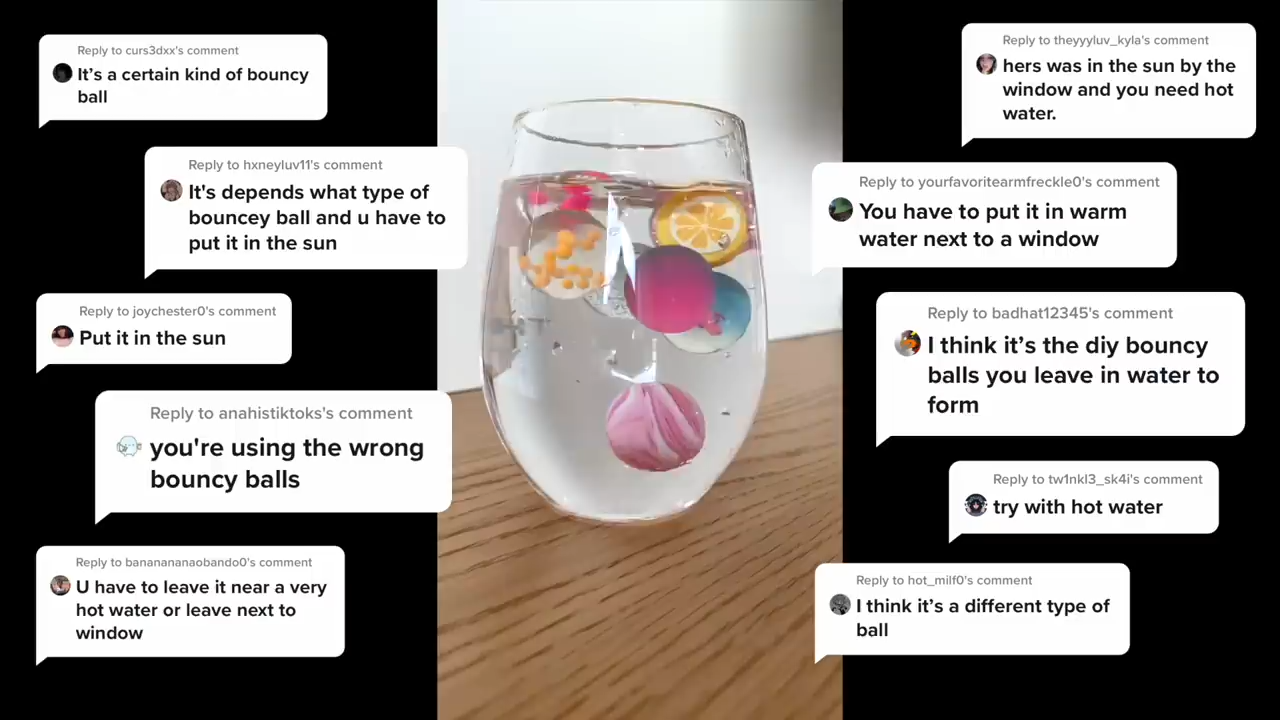 Reply to curs3dxx's comment
It's a certain kind of bouncy
ball
Reply to hxneyluv11's comment
It's depends what type of
bouncey ball and u have to
put it in the sun
Reply to joychester0's comment
Put it in the sun
Reply to anahistiktoks's comment
you're using the wrong
bouncy balls
Reply to banananananaobando0's comment
U have to leave it near a very
hot water or leave next to
window
Reply to theyyyluv_kyla's comment
hers was in the sun by the
window and you need hot
water.
Reply to yourfavoritearmfreckle0's comment
You have to put it in warm
water next to a window
Reply to badhat12345's comment
I think it's the diy bouncy
balls you leave in water to
form
Reply to tw1nkl3_sk4i's comment
try with hot water
Reply to hot_milf0's comment
I think it's a different type of
ball